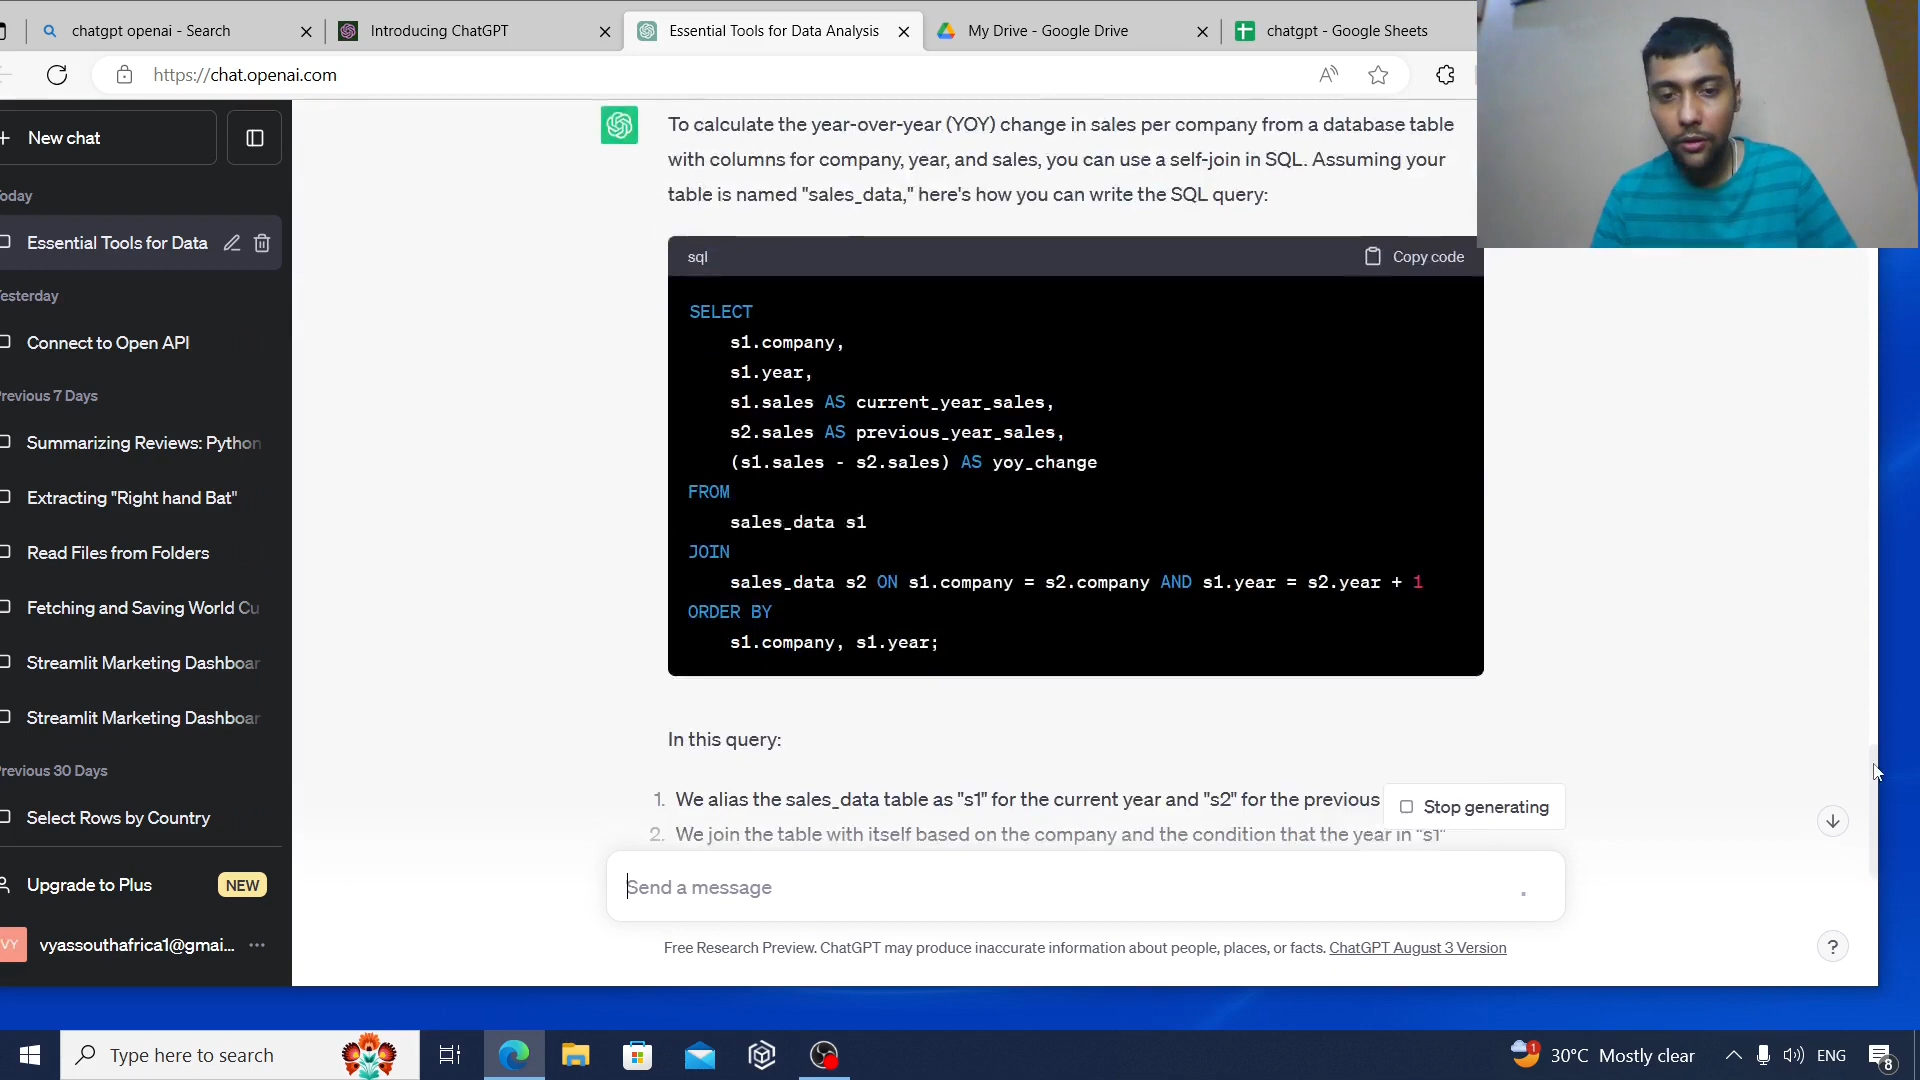 chatgpt openai - Search
Introducing ChatGPT
Essential Tools for Data Analysis
My Drive - Google Drive
chatgpt - Google Sheets
https://chat.openai.com
New chat
oday
Essential Tools for Data
esterday
Connect to Open API
revious 7 Days
Summarizing Reviews: Python
Extracting "Right hand Bat"
Read Files from Folders
Fetching and Saving World Cu
Streamlit Marketing Dashboar
Streamlit Marketing Dashboar
revious 30 Days
Select Rows by Country
Upgrade to Plus NEW
VY vyassouthafrica1@gmai...
To calculate the year-over-year (YOY) change in sales per company from a database table
with columns for company, year, and sales, you can use a self-join in SQL. Assuming your
table is named "sales_data," here's how you can write the SQL query:
sql Copy code
SELECT
s1.company,
s1.year,
s1.sales AS current_year_sales,
s2.sales AS previous_year_sales,
(s1.sales - s2.sales) AS yoy_change
FROM
sales_data s1
JOIN
sales_data s2 ON s1.company = s2.company AND s1.year = s2.year + 1
ORDER BY
s1.company, s1.year;
In this query:
1. We alias the sales_data table as "s1" for the current year and "s2" for the previous
Stop generating
2. We join the table with itself based on the company and the condition that the year in "s1"
Send a message
Free Research Preview. ChatGPT may produce inaccurate information about people, places, or facts. ChatGPT August 3 Version
?
Type here to search
1 30°C Mostly clear ENG 8